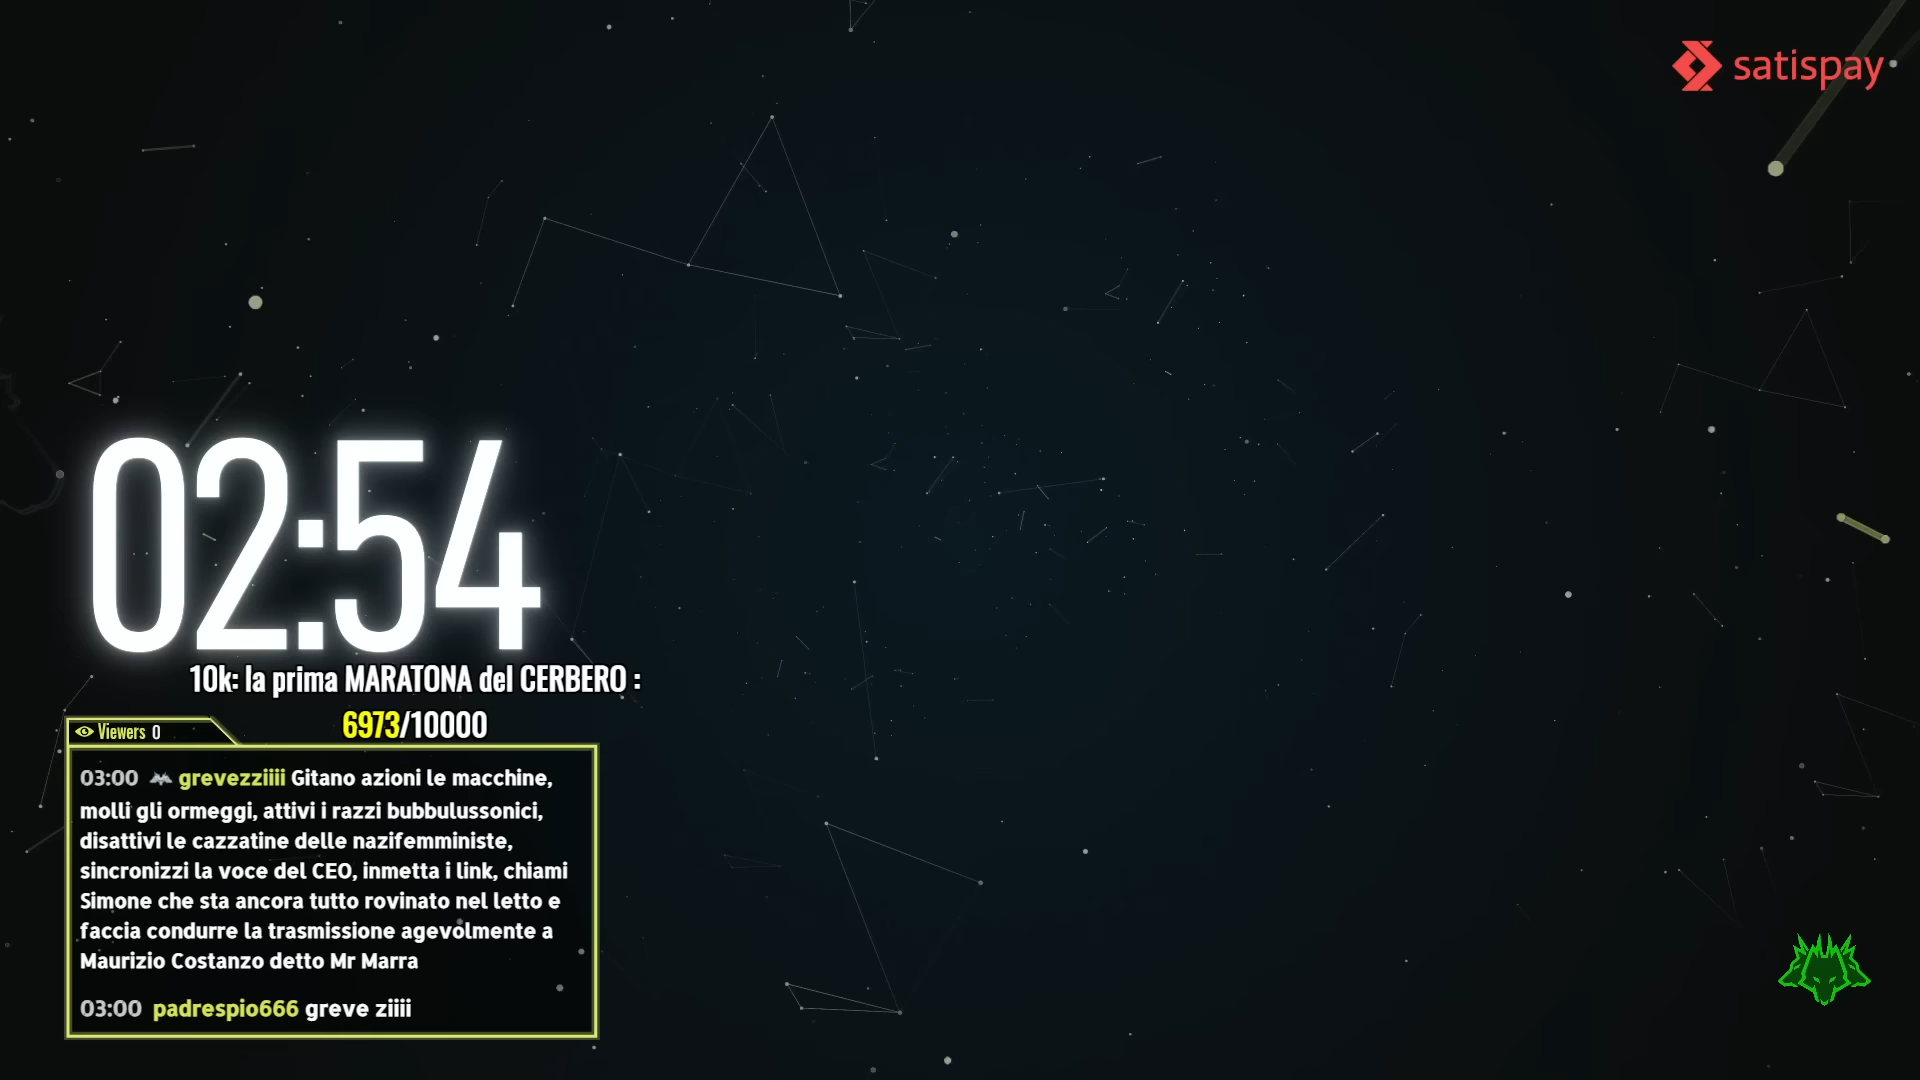 satispay
02:54
10k: la prima MARATONA del CERBERO :
6973/10000
Viewers 0
03:00 grevezziiii Gitano azioni le macchine,
molli gli ormeggi, attivi i razzi bubbulussonici,
disattivi le cazzatine delle nazifemministe,
sincronizzi la voce del CEO, inmetta i link, chiami
Simone che sta ancora tutto rovinato nel letto e
faccia condurre la trasmissione agevolmente a
Maurizio Costanzo detto Mr Marra
03:00 padrespio666 greve ziiii